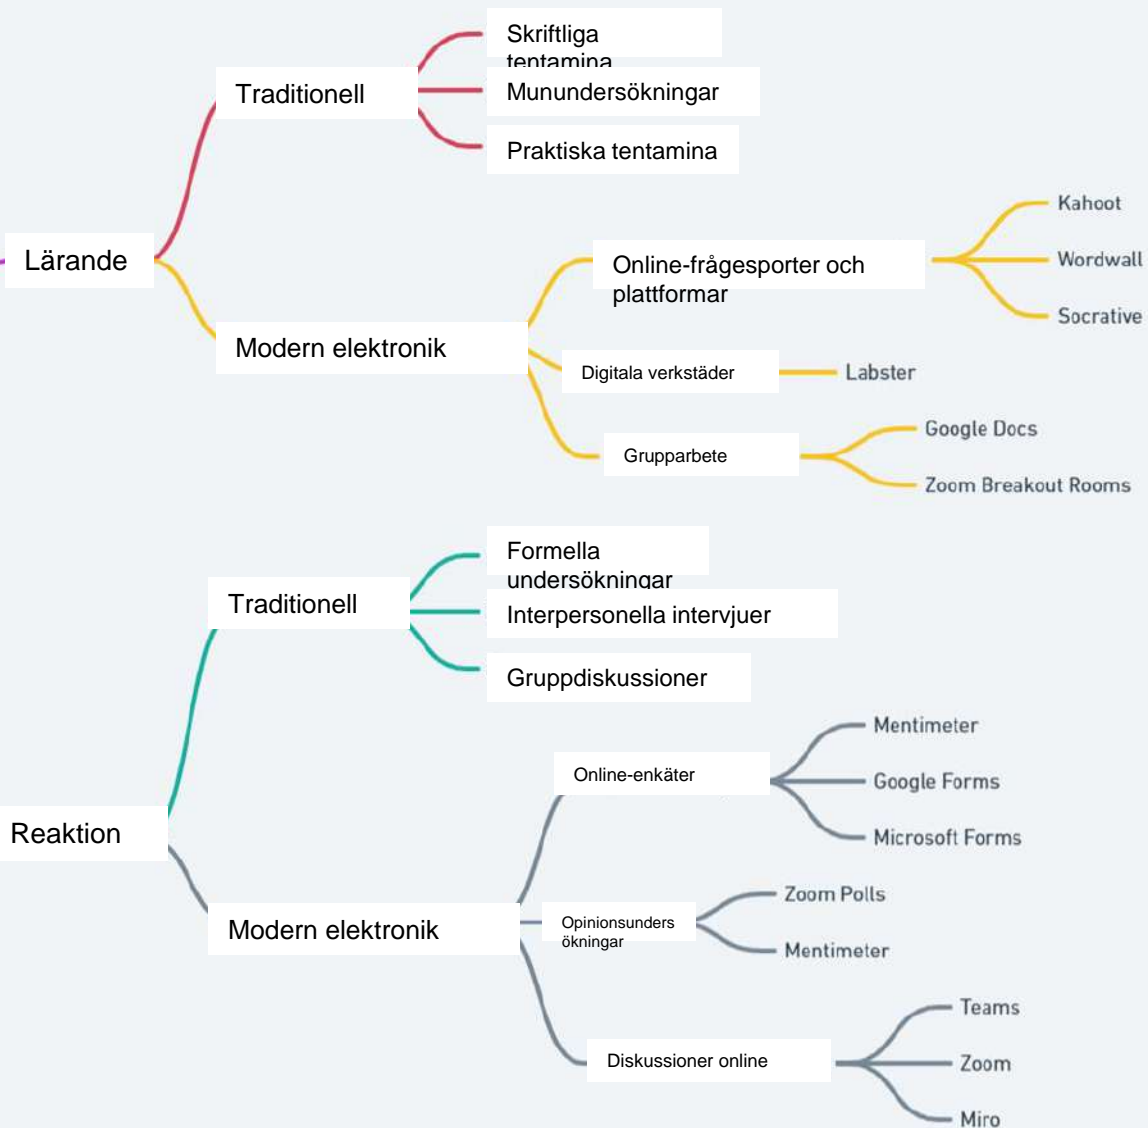 Lärande
Traditionell
Skriftliga
tentamina
Munundersökningar
Praktiska tentamina
Modern elektronik
Online-frågesporter och
plattformar
Kahoot
Wordwall
Socrative
Digitala verkstäder
Labster
Grupparbete
Google Docs
Zoom Breakout Rooms
Reaktion
Traditionell
Formella
undersökningar
Interpersonella intervjuer
Gruppdiskussioner
Modern elektronik
Online-enkäter
Mentimeter
Google Forms
Microsoft Forms
Opinionsunders
ökningar
Zoom Polls
Mentimeter
Diskussioner online
Teams
Zoom
Miro